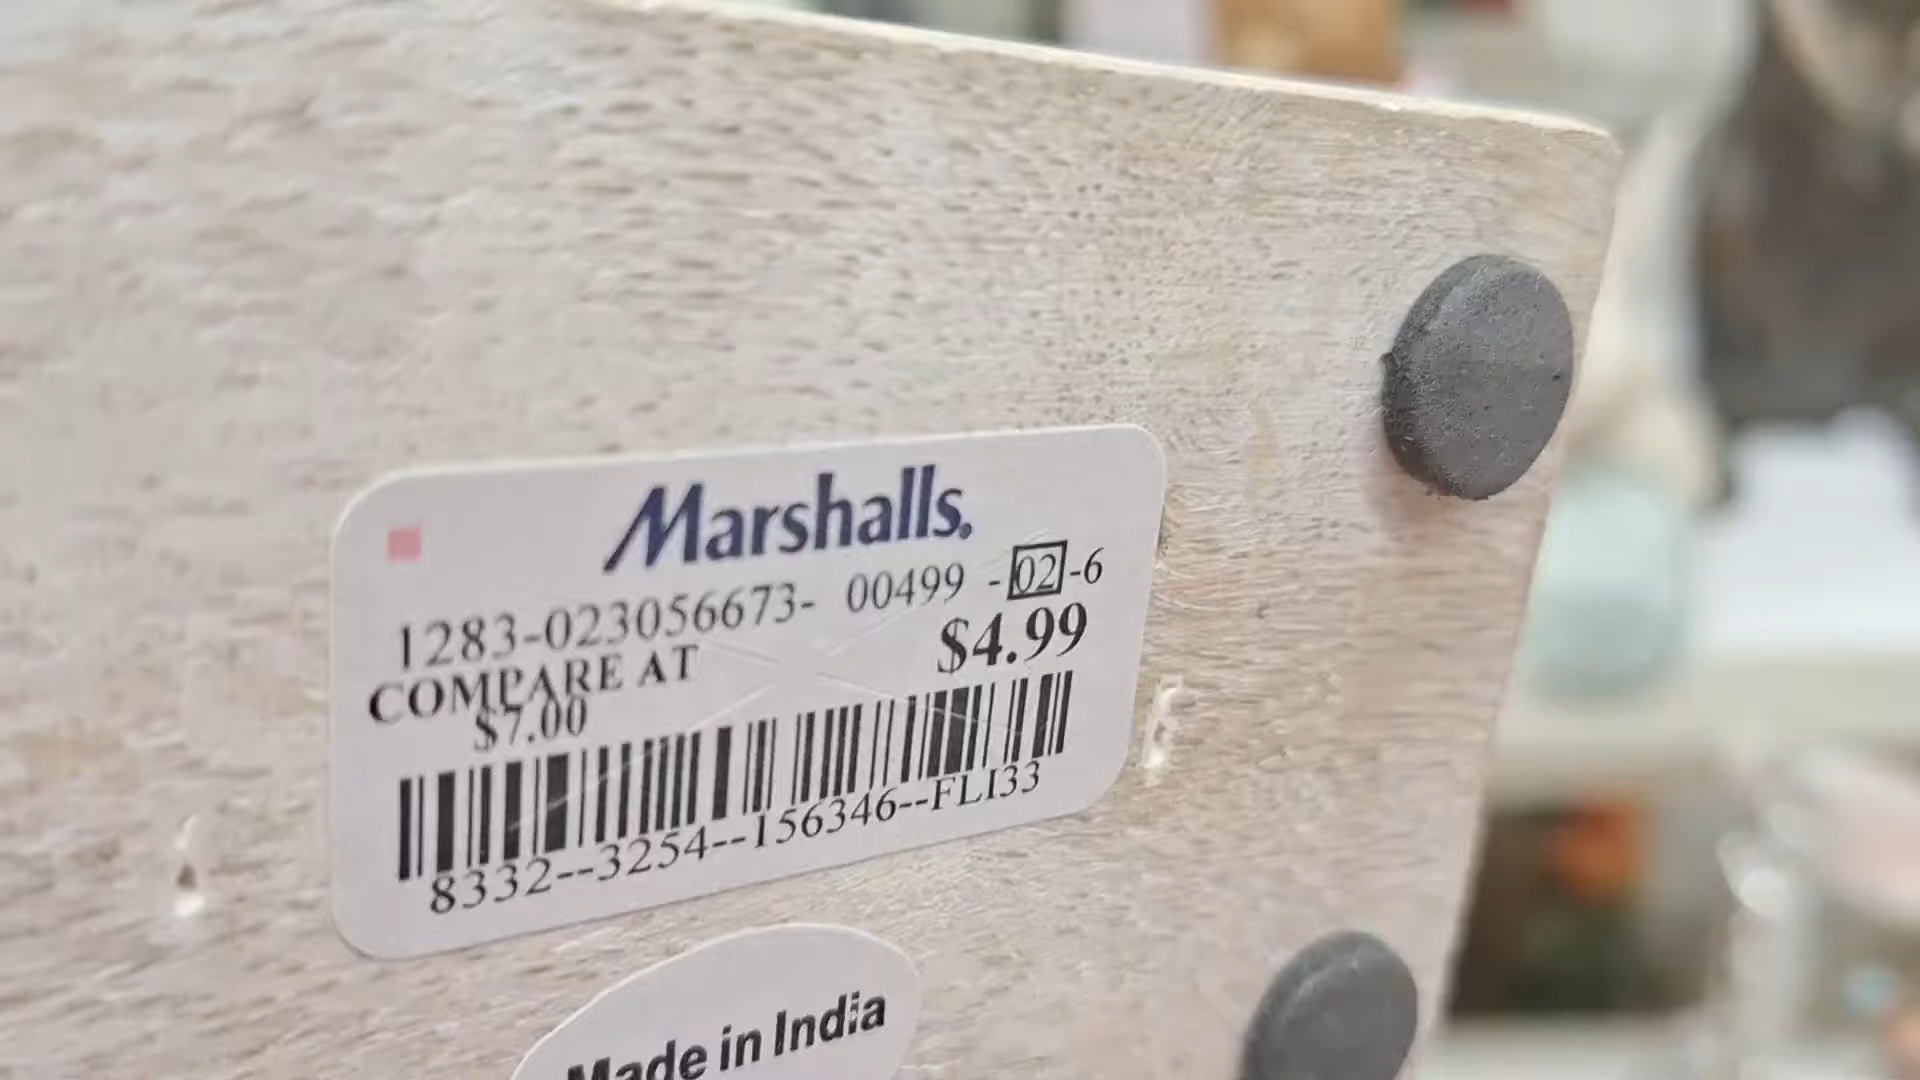 Marshalls.
1283-023056673- 00499 -02-6
$4.99
COMPARE AT
$7.00
8332--3254--156346--FLI33
Made in India